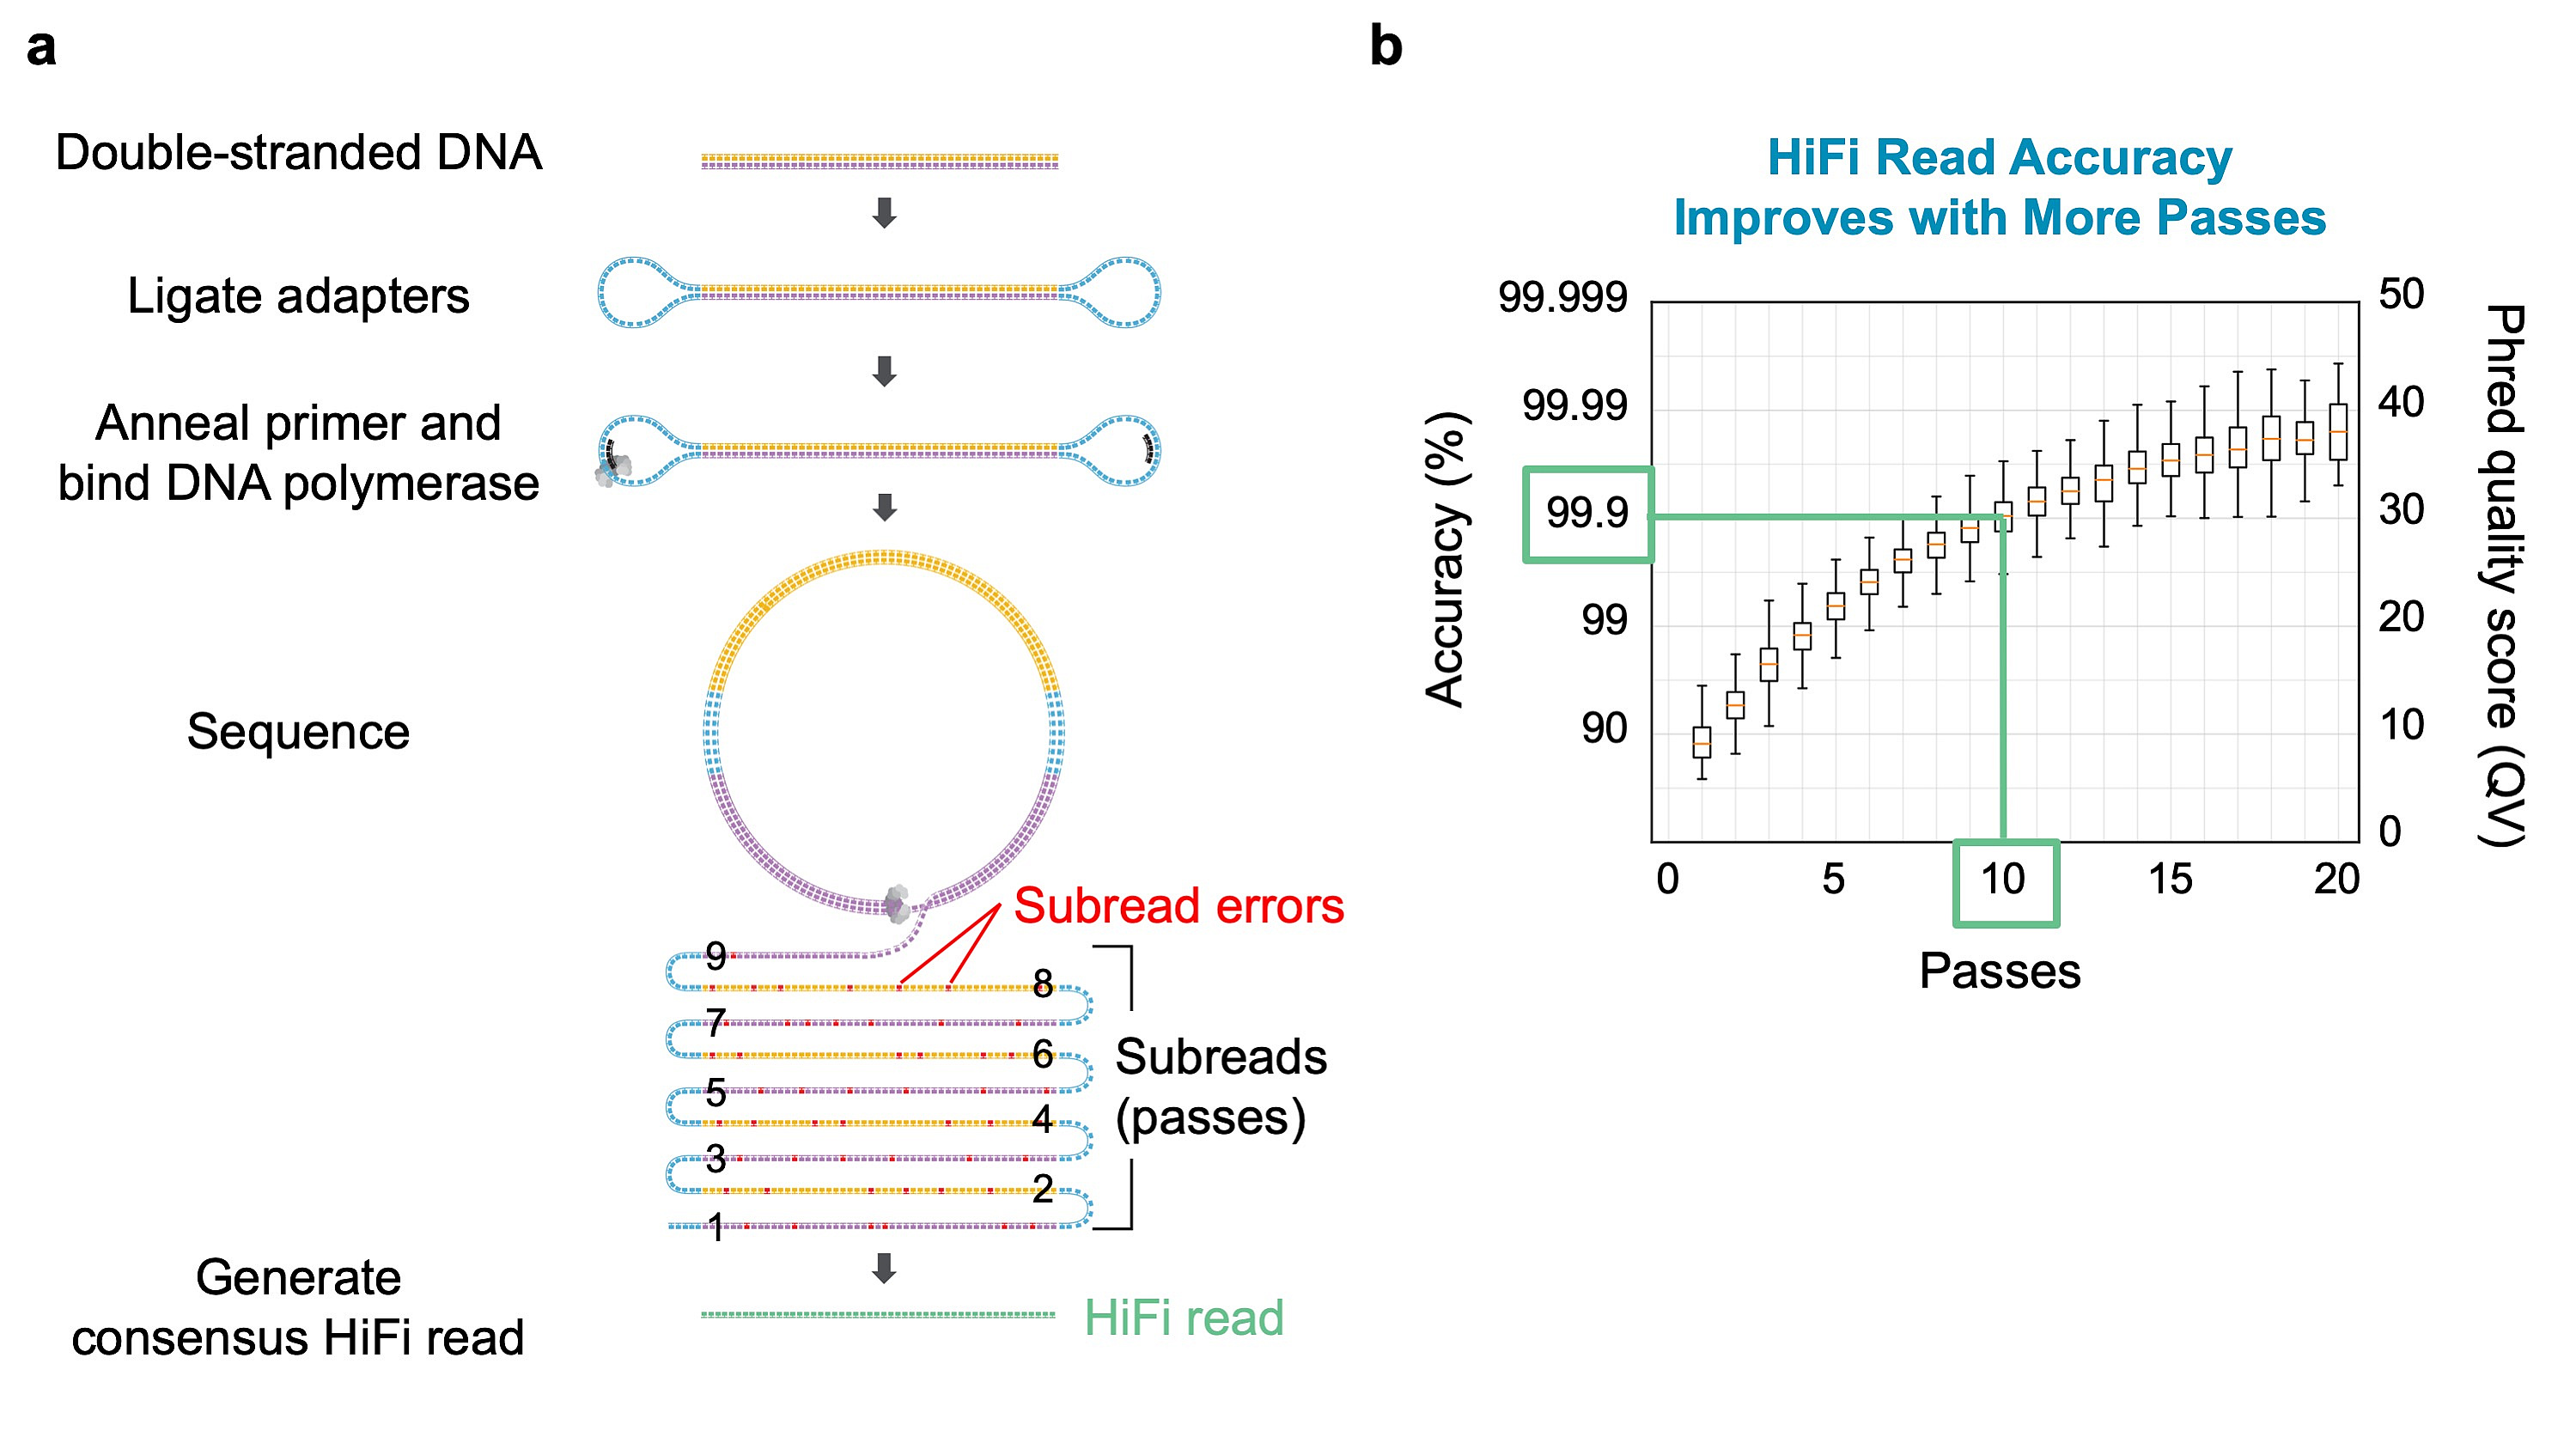 a
Double-stranded DNA
Ligate adapters
Anneal primer and
bind DNA polymerase
Sequence
Subread errors
9
8
7
6
5
4
3
2
1
Subreads
(passes)
Generate
consensus HiFi read
HiFi read
b
HiFi Read Accuracy
Improves with More Passes
Accuracy (%)
99.999
99.99
99.9
99
90
50
40
30
20
10
0
Phred quality score (QV)
0 5 10 15 20
Passes